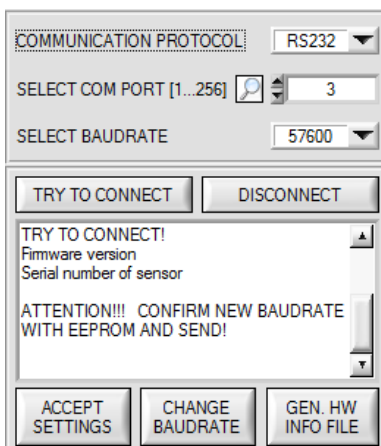 COMMUNICATION PROTOCOL RS232
SELECT COM PORT [1...256] 3
SELECT BAUDRATE 57600
TRY TO CONNECT DISCONNECT
TRY TO CONNECT!
Firmware version
Serial number of sensor
ATTENTION!!! CONFIRM NEW BAUDRATE
WITH EEPROM AND SEND!
ACCEPT CHANGE GEN. HW
SETTINGS BAUDRATE INFO FILE